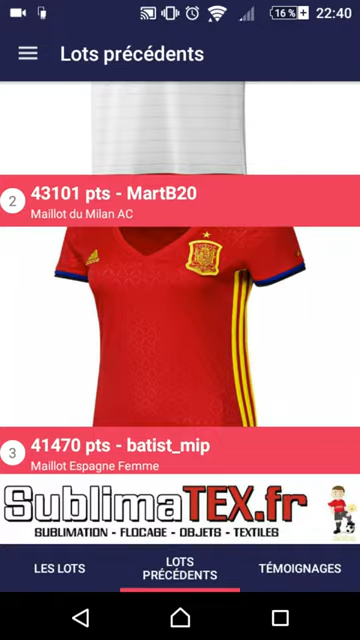 16 % 22:40
Lots précédents
2 43101 pts - MartB20
Maillot du Milan AC
adidas
3 41470 pts - batist_mip
Maillot Espagne Femme
SublimaTEX.fr
SUBLIMATION - FLOCAGE - OBJETS - TEXTILES
LES LOTS
LOTS PRÉCÉDENTS
TÉMOIGNAGES